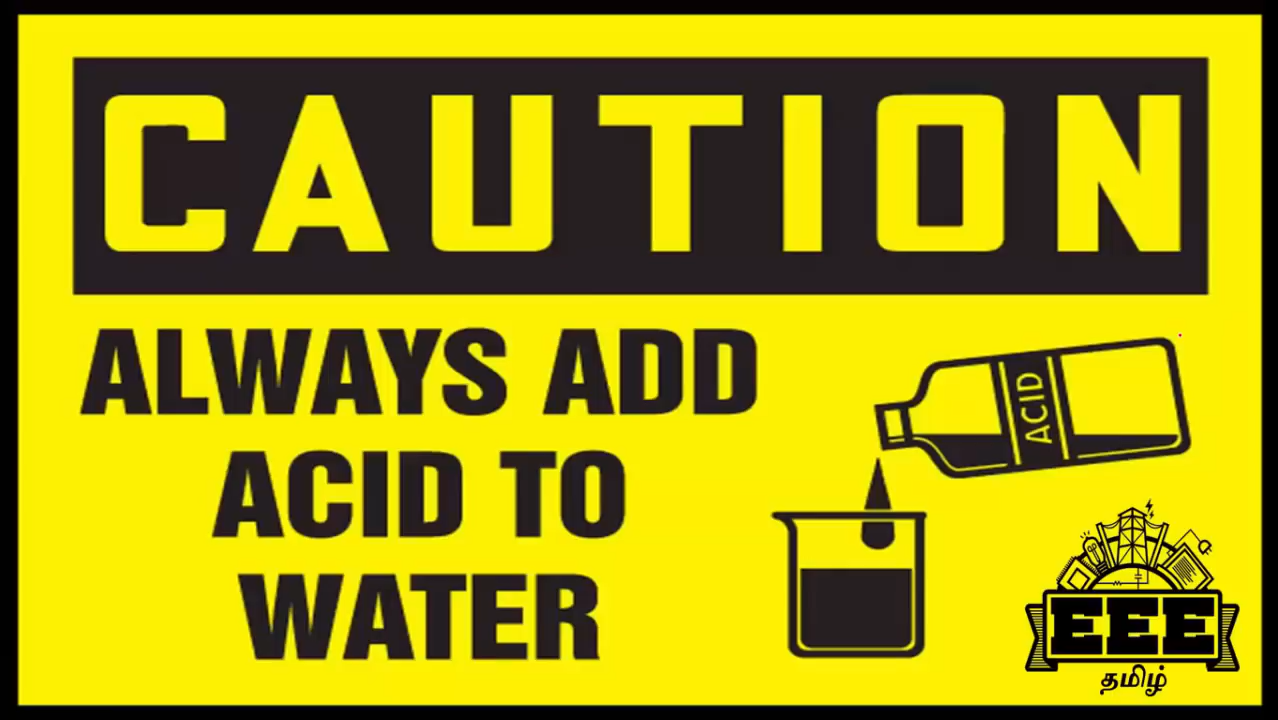 CAUTION
ALWAYS ADD
ACID TO
WATER
ACID
EEE
தமிழ்